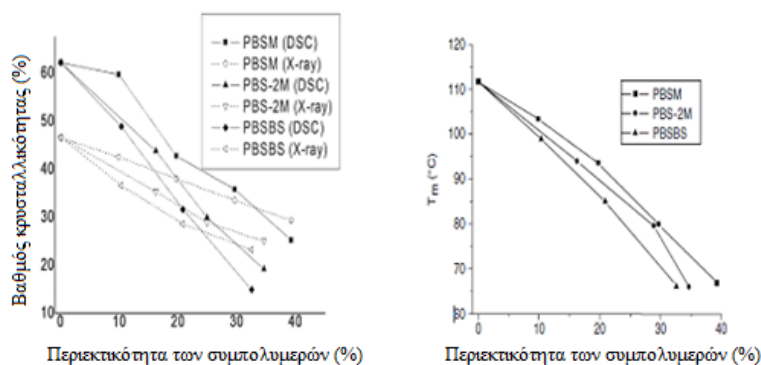 Βαθμός κρυσταλλικότητας (%)
60
50
40
30
20
10
0
10
20
30
40
PBSM (DSC)
PBSM (X-ray)
PBS-2M (DSC)
PBS-2M (X-ray)
PBSBS (DSC)
PBSBS (X-ray)
Περιεκτικότητα των συμπολυμερών (%)
Tm (°C)
120
110
100
90
80
70
60
0
10
20
30
40
PBSM
PBS-2M
PBSBS
Περιεκτικότητα των συμπολυμερών (%)